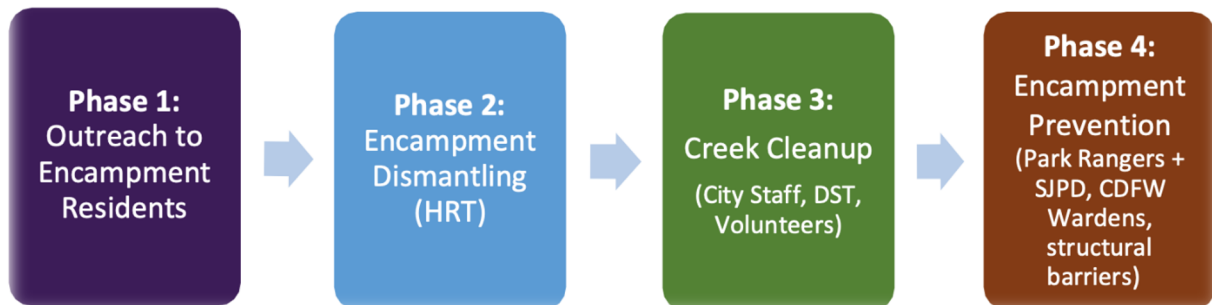 Phase 1:
Outreach to
Encampment
Residents
Phase 2:
Encampment
Dismantling
(HRT)
Phase 3:
Creek Cleanup
(City Staff, DST,
Volunteers)
Phase 4:
Encampment
Prevention
(Park Rangers +
SJPD, CDFW
Wardens,
structural
barriers)